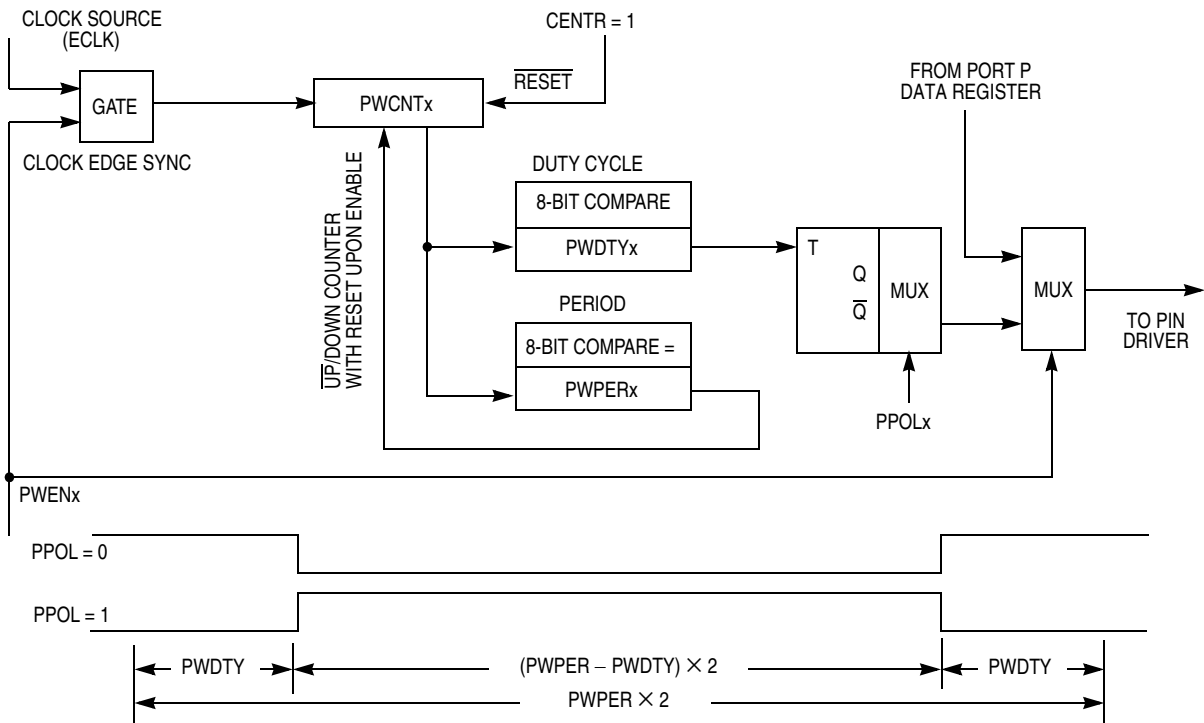 CLOCK SOURCE
(ECLK)
CENTR = 1
R̅E̅S̅E̅T̅
FROM PORT P
DATA REGISTER
GATE
PWCNTx
CLOCK EDGE SYNC
U̅P̅/DOWN COUNTER
WITH RESET UPON ENABLE
DUTY CYCLE
8-BIT COMPARE
PWDTYx
T
Q
Q̅
MUX
MUX
PERIOD
8-BIT COMPARE =
PWPERx
TO PIN
DRIVER
PPOLx
PWENx
PPOL = 0
PPOL = 1
PWDTY
(PWPER – PWDTY) × 2
PWDTY
PWPER × 2